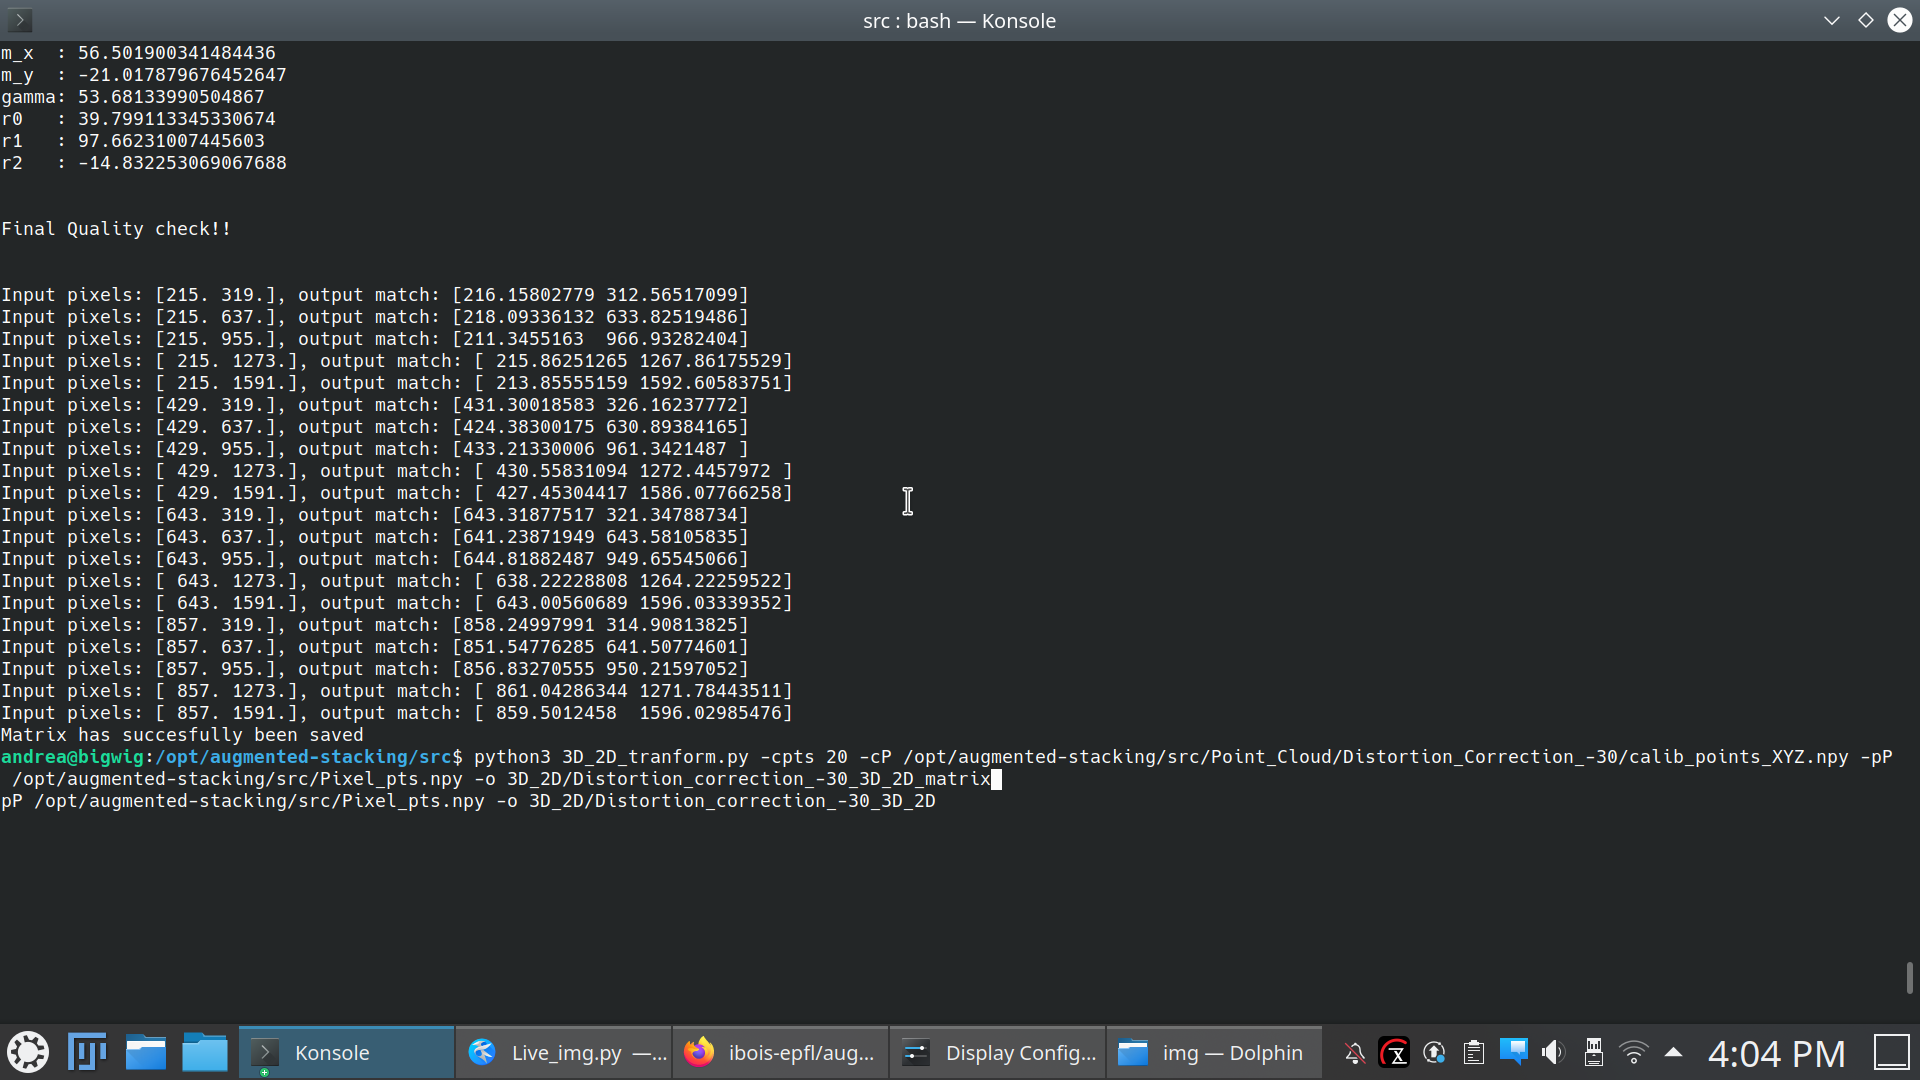 src : bash — Konsole
m_x  : 56.501900341484436
m_y  : -21.017879676452647
gamma: 53.68133990504867
r0   : 39.799113345330674
r1   : 97.66231007445603
r2   : -14.832253069067688
Final Quality check!!
Input pixels: [215. 319.], output match: [216.15802779 312.56517099]
Input pixels: [215. 637.], output match: [218.09336132 633.82519486]
Input pixels: [215. 955.], output match: [211.3455163  966.93282404]
Input pixels: [ 215. 1273.], output match: [ 215.86251265 1267.86175529]
Input pixels: [ 215. 1591.], output match: [ 213.85555159 1592.60583751]
Input pixels: [429. 319.], output match: [431.30018583 326.16237772]
Input pixels: [429. 637.], output match: [424.38300175 630.89384165]
Input pixels: [429. 955.], output match: [433.21330006 961.3421487 ]
Input pixels: [ 429. 1273.], output match: [ 430.55831094 1272.4457972 ]
Input pixels: [ 429. 1591.], output match: [ 427.45304417 1586.07766258]
Input pixels: [643. 319.], output match: [643.31877517 321.34788734]
Input pixels: [643. 637.], output match: [641.23871949 643.58105835]
Input pixels: [643. 955.], output match: [644.81882487 949.65545066]
Input pixels: [ 643. 1273.], output match: [ 638.22228808 1264.22259522]
Input pixels: [ 643. 1591.], output match: [ 643.00560689 1596.03339352]
Input pixels: [857. 319.], output match: [858.24997991 314.90813825]
Input pixels: [857. 637.], output match: [851.54776285 641.50774601]
Input pixels: [857. 955.], output match: [856.83270555 950.21597052]
Input pixels: [ 857. 1273.], output match: [ 861.04286344 1271.78443511]
Input pixels: [ 857. 1591.], output match: [ 859.5012458  1596.02985476]
Matrix has succesfully been saved
andrea@bigwig:/opt/augmented-stacking/src$ python3 3D_2D_tranform.py -cpts 20 -cP /opt/augmented-stacking/src/Point_Cloud/Distortion_Correction_-30/calib_points_XYZ.npy -pP
 /opt/augmented-stacking/src/Pixel_pts.npy -o 3D_2D/Distortion_correction_-30_3D_2D_matrix
pP /opt/augmented-stacking/src/Pixel_pts.npy -o 3D_2D/Distortion_correction_-30_3D_2D
Konsole
Live_img.py —...
ibois-epfl/aug...
Display Config...
img — Dolphin
4:04 PM